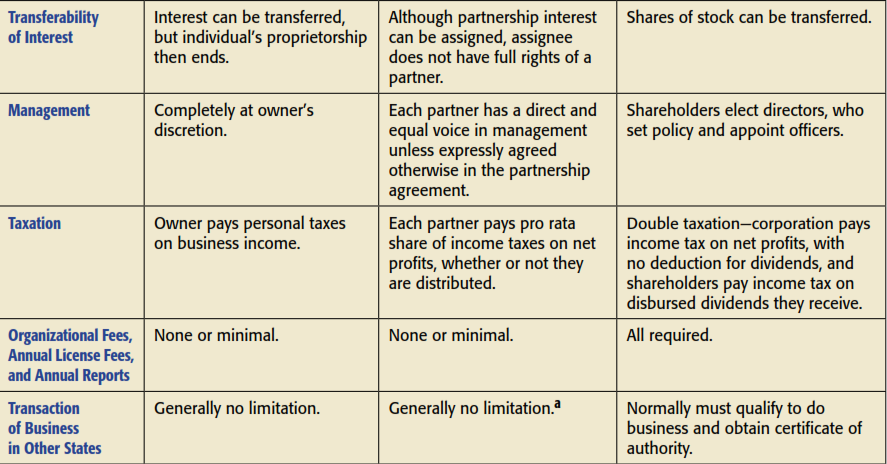 Transferability
of Interest
Interest can be transferred,
but individual's proprietorship
then ends.
Although partnership interest
can be assigned, assignee
does not have full rights of a
partner.
Shares of stock can be transferred.
Management
Completely at owner's
discretion.
Each partner has a direct and
equal voice in management
unless expressly agreed
otherwise in the partnership
agreement.
Shareholders elect directors, who
set policy and appoint officers.
Taxation
Owner pays personal taxes
on business income.
Each partner pays pro rata
share of income taxes on net
profits, whether or not they
are distributed.
Double taxation—corporation pays
income tax on net profits, with
no deduction for dividends, and
shareholders pay income tax on
disbursed dividends they receive.
Organizational Fees,
Annual License Fees,
and Annual Reports
None or minimal.
None or minimal.
All required.
Transaction
of Business
in Other States
Generally no limitation.
Generally no limitation.a
Normally must qualify to do
business and obtain certificate of
authority.